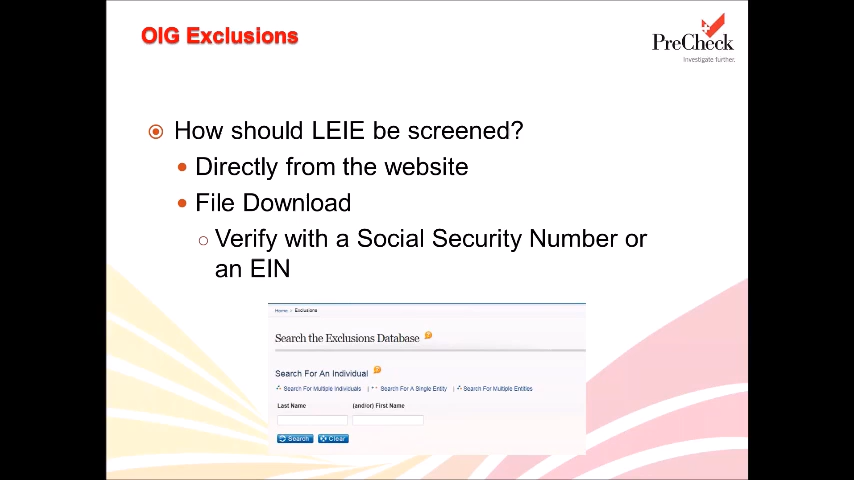 OIG Exclusions
PreCheck
Investigate further.
How should LEIE be screened?
Directly from the website
File Download
Verify with a Social Security Number or
an EIN
Home > Exclusions
Search the Exclusions Database ?
Search For An Individual ?
Search For Multiple Individuals | Search For A Single Entity | Search For Multiple Entities
Last Name (and/or) First Name
Search Clear